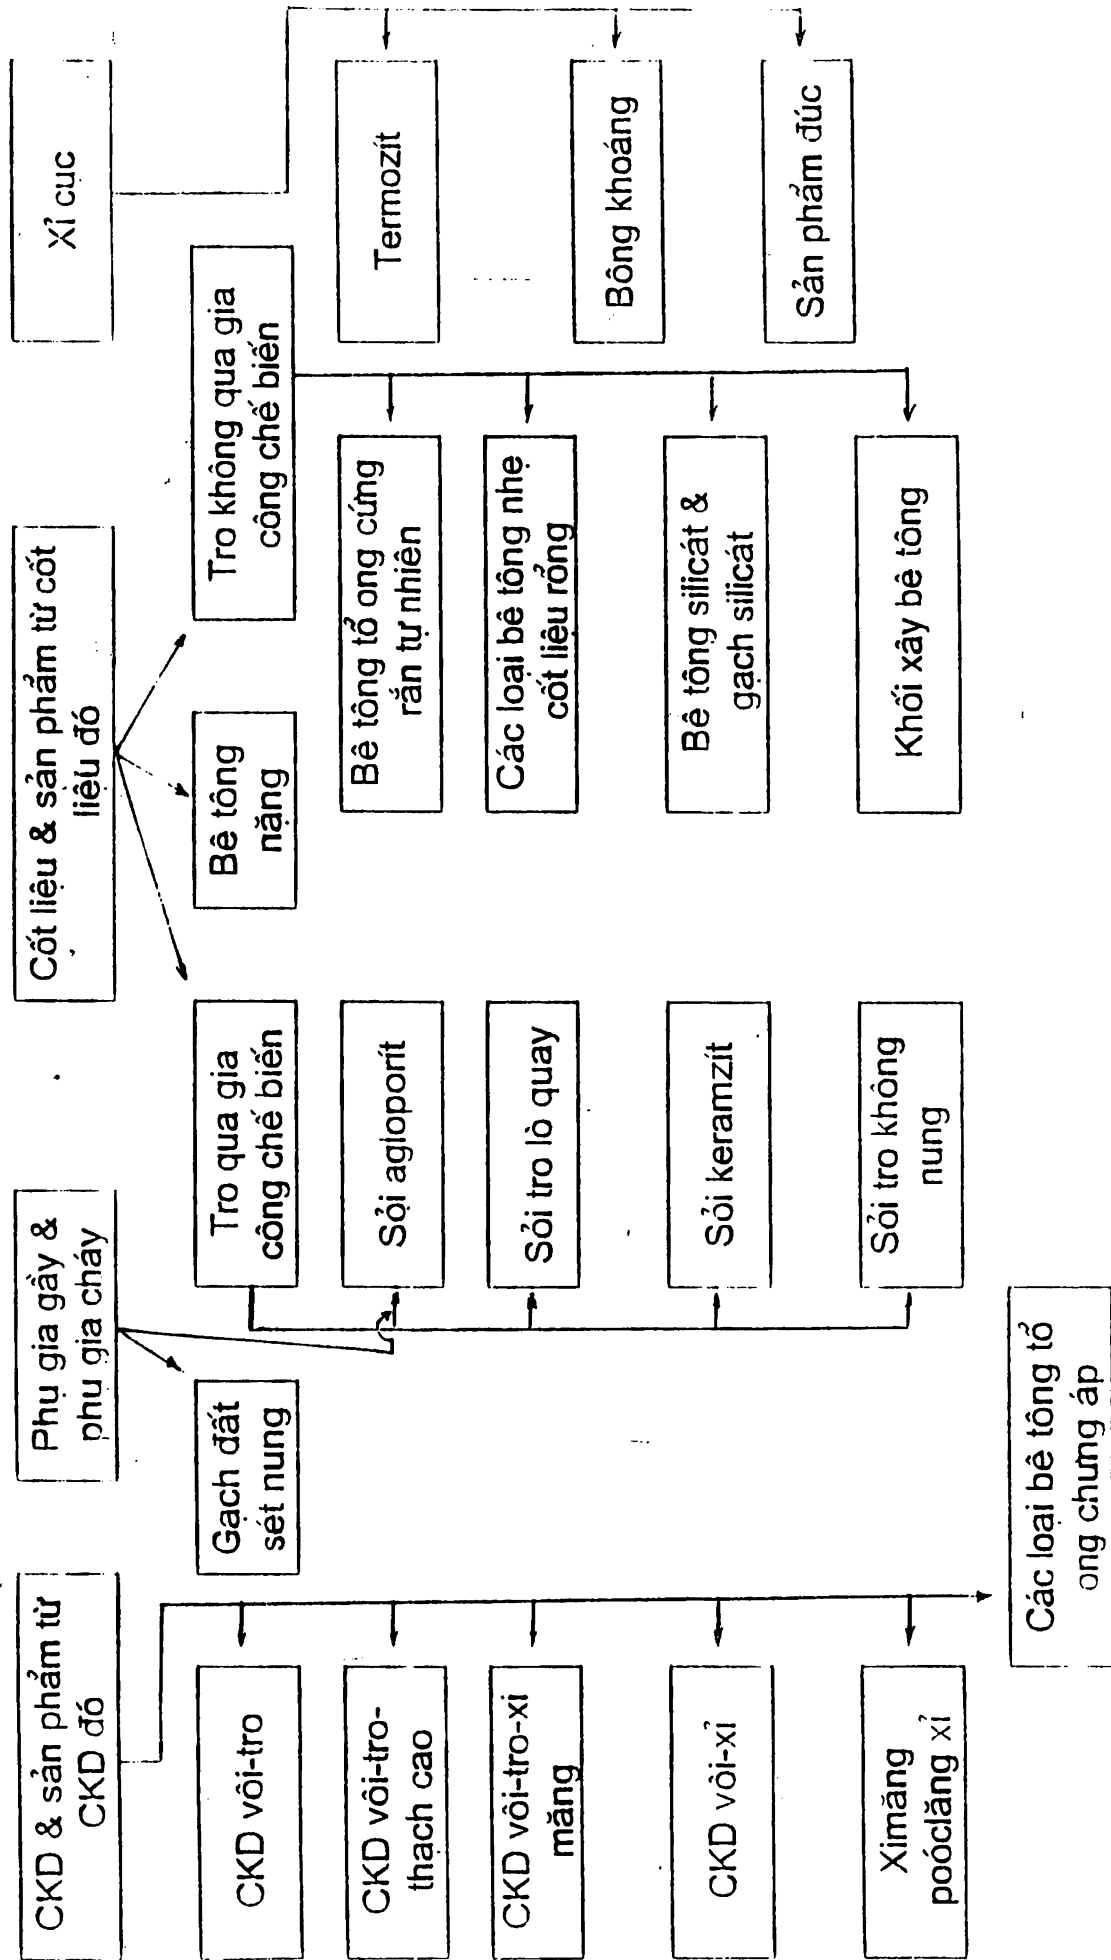 CKD & sản phẩm từ
CKD đó
CKD vôi-tro
CKD vôi-tro-
thạch cao
CKD vôi-tro-xi
măng
CKD vôi-xỉ
Ximăng
poóclăng xỉ
Các loại bê tông tổ
ong chưng áp
Phụ gia gầy &
phụ gia cháy
Gạch đất
sét nung
Cốt liệu & sản phẩm từ cốt
liệu đó
Tro qua gia
công chế biến
Sỏi agloporit
Sỏi tro lò quay
Sỏi keramzít
Sỏi tro không
nung
Bê tông
nặng
Tro không qua gia
công chế biến
Bê tông tổ ong cứng
rắn tự nhiên
Các loại bê tông nhẹ
cốt liệu rỗng
Bê tông silicát &
gạch silicát
Khối xây bê tông
Xỉ cục
Termozít
Bông khoáng
Sản phẩm đúc